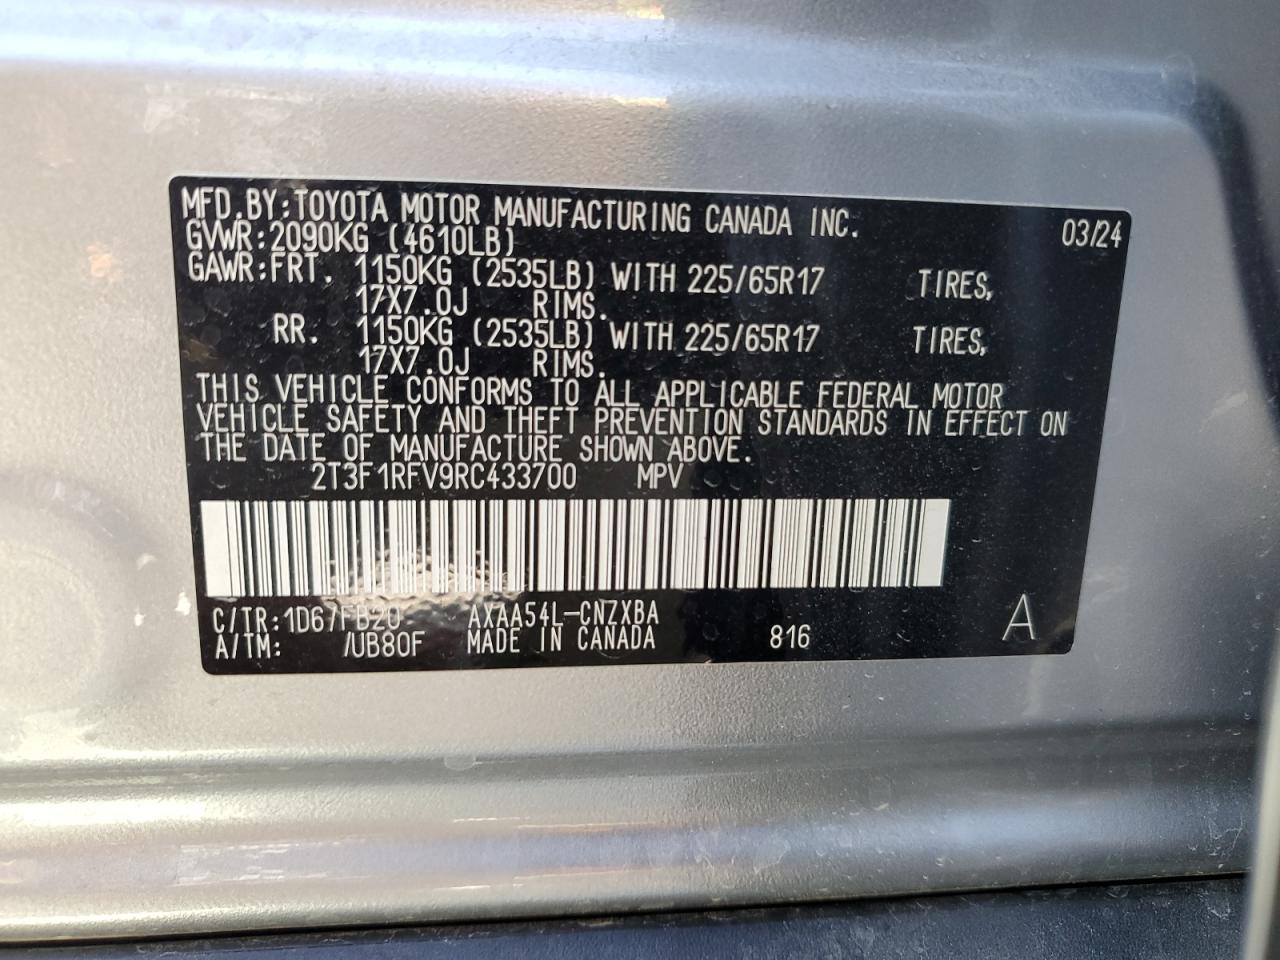 MFD.BY:TOYOTA MOTOR MANUFACTURING CANADA INC. 03/24
GVWR:2090KG (4610LB)
GAWR:FRT. 1150KG (2535LB) WITH 225/65R17 TIRES,
17X7.0J RIMS.
RR. 1150KG (2535LB) WITH 225/65R17 TIRES,
17X7.0J RIMS.
THIS VEHICLE CONFORMS TO ALL APPLICABLE FEDERAL MOTOR
VEHICLE SAFETY AND THEFT PREVENTION STANDARDS IN EFFECT ON
THE DATE OF MANUFACTURE SHOWN ABOVE.
2T3F1RFV9RC433700 MPV
C/TR:1D6/FB20 AXAA54L-CNZXBA
A/TM: /UB80F MADE IN CANADA 816 A